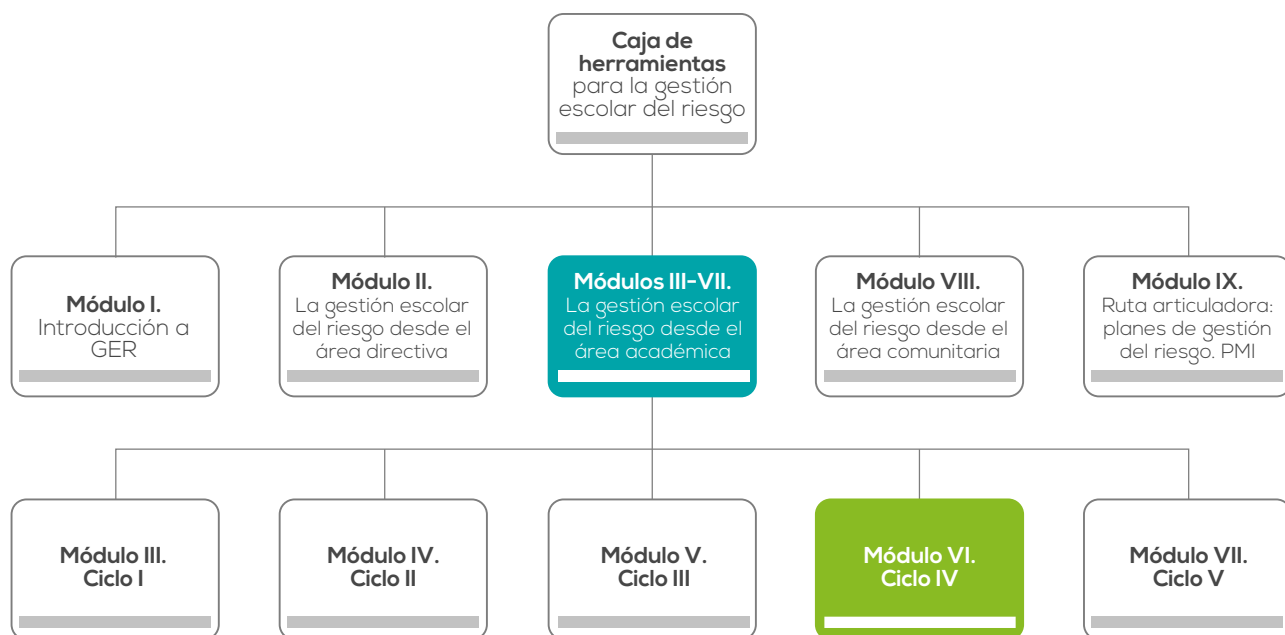 Caja de
herramientas
para la gestión
escolar del riesgo
Módulo I.
Introducción a
GER
Módulo II.
La gestión escolar
del riesgo desde el
área directiva
Módulos III-VII.
La gestión escolar
del riesgo desde el
área académica
Módulo VIII.
La gestión escolar
del riesgo desde el
área comunitaria
Módulo IX.
Ruta articuladora:
planes de gestión
del riesgo. PMI
Módulo III.
Ciclo I
Módulo IV.
Ciclo II
Módulo V.
Ciclo III
Módulo VI.
Ciclo IV
Módulo VII.
Ciclo V